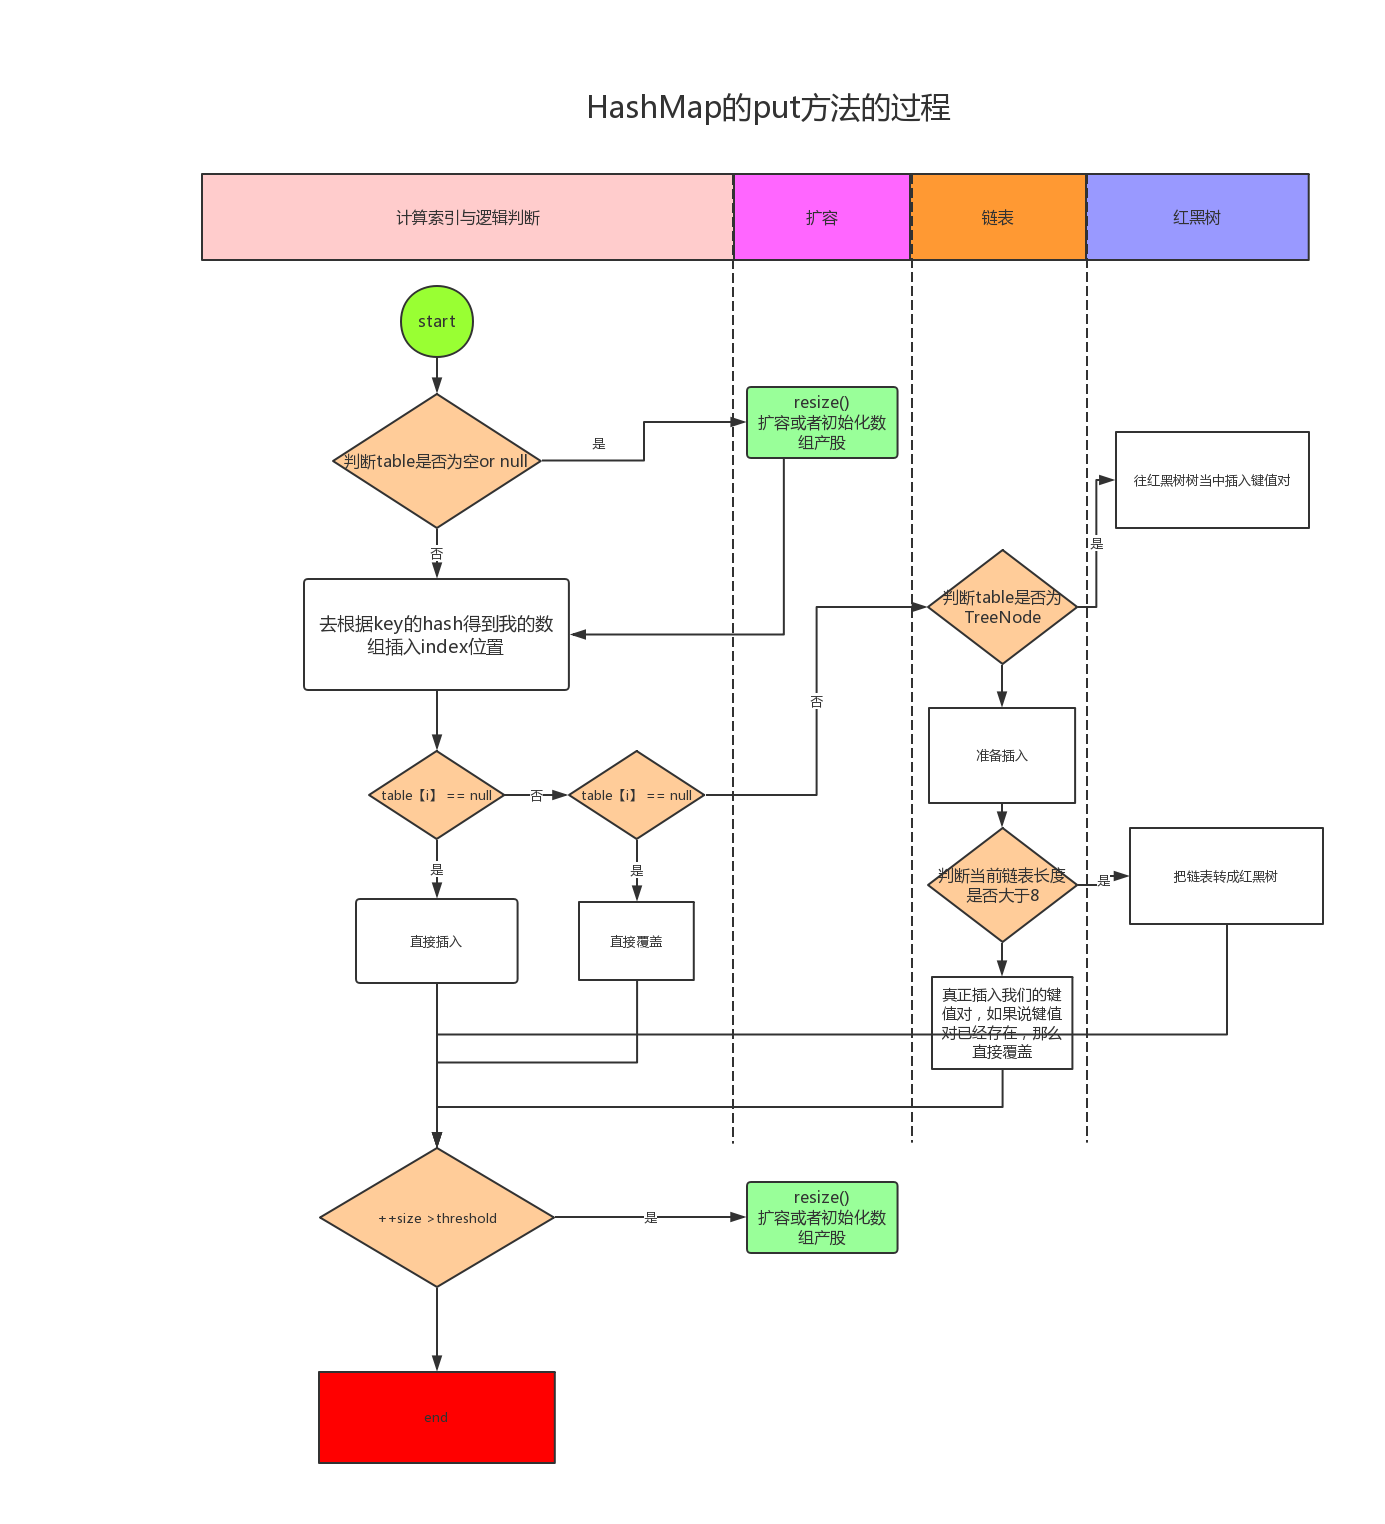 HashMap的put方法的过程
计算索引与逻辑判断
扩容
链表
红黑树
start
判断table是否为空or null
是
resize()
扩容或者初始化数
组产股
否
去根据key的hash得到我的数
组插入index位置
往红黑树树当中插入键值对
是
判断table是否为
TreeNode
否
准备插入
table【i】 == null
否
table【i】 == null
是
直接插入
是
直接覆盖
判断当前链表长度
是否大于8
是
把链表转成红黑树
真正插入我们的键
值对，如果说键值
对已经存在，那么
直接覆盖
++size >threshold
是
resize()
扩容或者初始化数
组产股
end